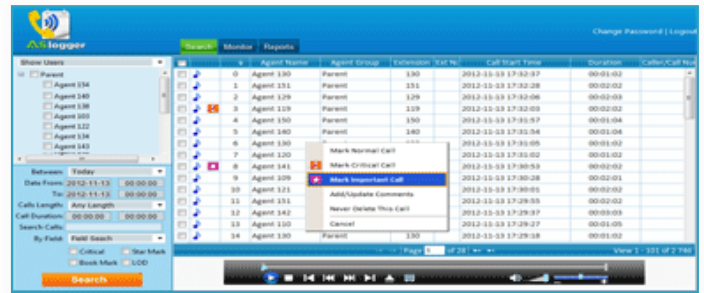 ASlogger
Change Password | Logout
Search Monitor Reports
Show Users
Parent
Agent 154
Agent 140
Agent 138
Agent 103
Agent 122
Agent 134
Agent 143
Between: Today
Date From: 2012-11-13 00:00:00
To: 2012-11-13 00:00:00
Calls Length: Any Length
Call Duration: 00:00:00 00:00:00
Search Calls:
By Field: Field Seach
Critical Star Mark
Book Mark LOD
Search
Agent Name Agent Group Extension Ext No Call Start Time Duration Caller/Call Num
0 Agent 130 Parent 130 2012-11-13 17:32:37 00:01:02
1 Agent 151 Parent 151 2012-11-13 17:32:28 00:02:02
2 Agent 129 Parent 129 2012-11-13 17:32:06 00:02:03
3 Agent 119 Parent 119 2012-11-13 17:32:03 00:02:02
4 Agent 150 Parent 150 2012-11-13 17:31:57 00:01:04
5 Agent 140 Parent 140 2012-11-13 17:31:54 00:01:04
6 Agent 130 2012-11-13 17:31:05 00:01:02
7 Agent 120 2012-11-13 17:31:02 00:01:02
8 Agent 141 2012-11-13 17:30:53 00:02:02
9 Agent 109 2012-11-13 17:30:28 00:02:01
10 Agent 121 2012-11-13 17:30:01 00:02:02
11 Agent 151 2012-11-13 17:29:55 00:02:02
12 Agent 142 2012-11-13 17:29:37 00:03:03
13 Agent 110 2012-11-13 17:29:27 00:01:05
14 Agent 130 Parent 130 2012-11-13 17:29:18 00:01:02
Mark Normal Call
Mark Critical Call
Mark Important Call
Add/Update Comments
Never Delete This Call
Cancel
Page of 28
View 1 - 101 of 2 798